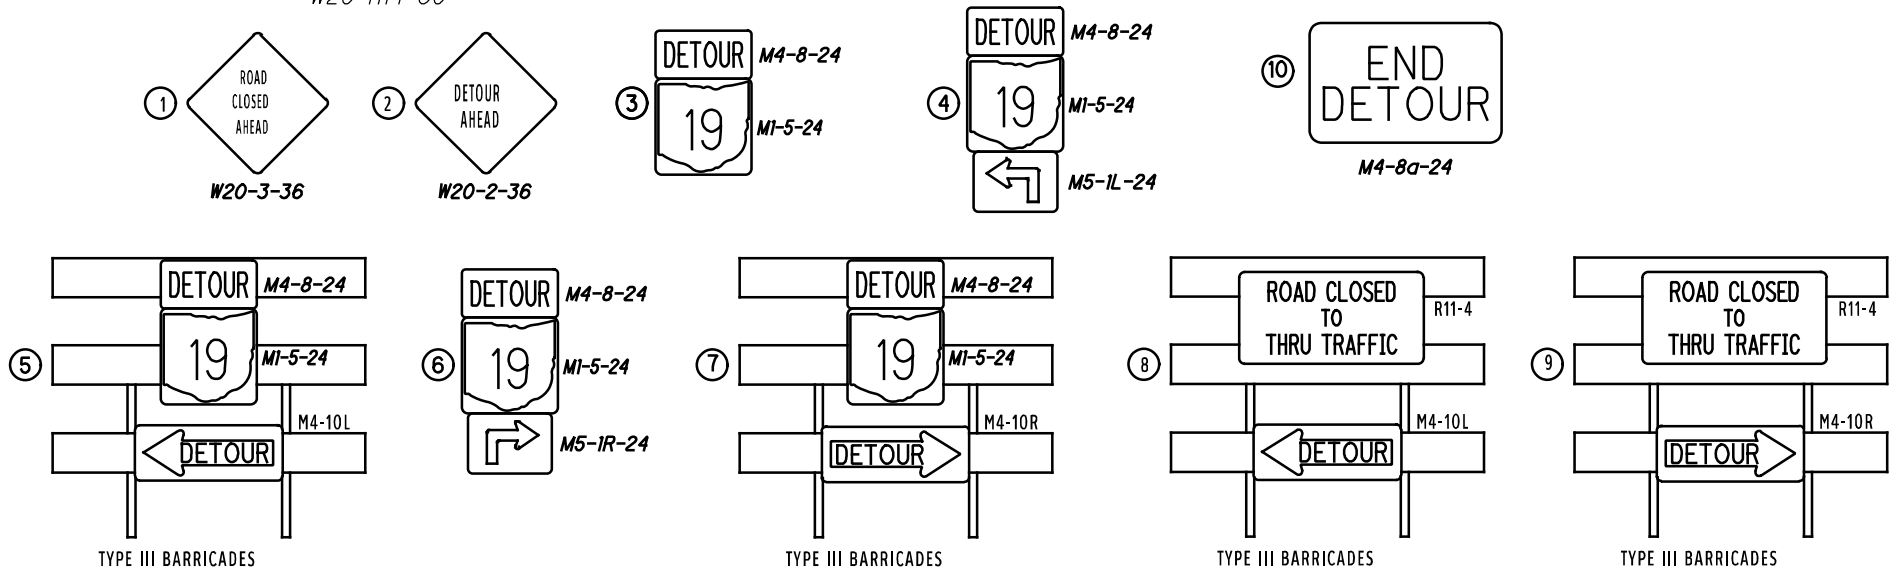 1
ROAD
CLOSED
AHEAD
W20-3-36
2
DETOUR
AHEAD
W20-2-36
3
DETOUR
M4-8-24
19
M1-5-24
4
DETOUR
M4-8-24
19
M1-5-24
M5-1L-24
10
END
DETOUR
M4-8a-24
5
DETOUR
M4-8-24
19
M1-5-24
M4-10L
DETOUR
TYPE III BARRICADES
6
DETOUR
M4-8-24
19
M1-5-24
M5-1R-24
7
DETOUR
M4-8-24
19
M1-5-24
M4-10R
DETOUR
TYPE III BARRICADES
8
ROAD CLOSED
TO
THRU TRAFFIC
R11-4
M4-10L
DETOUR
TYPE III BARRICADES
9
ROAD CLOSED
TO
THRU TRAFFIC
R11-4
M4-10R
DETOUR
TYPE III BARRICADES